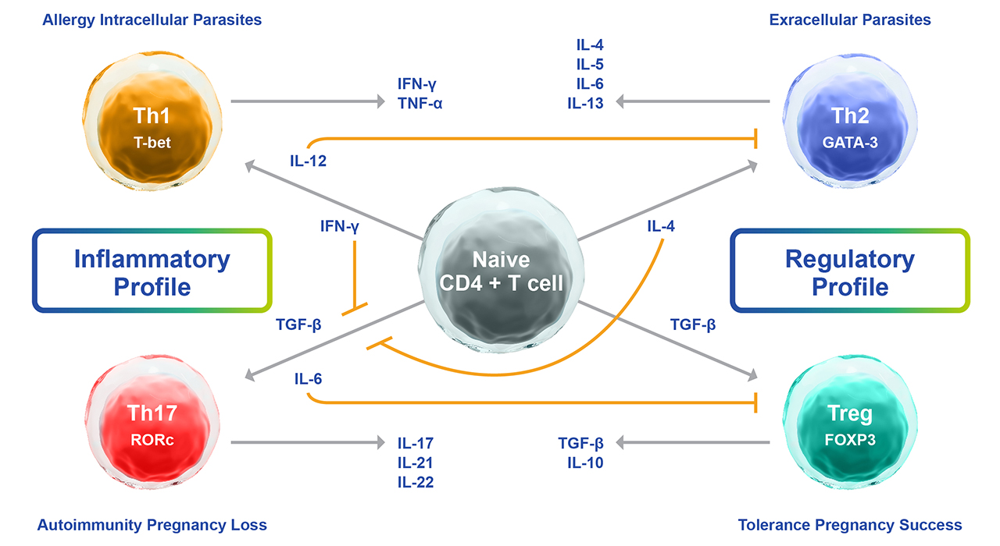 Allergy Intracellular Parasites
Exracellular Parasites
IL-4
IL-5
IL-6
IL-13
IFN-γ
TNF-α
Th1
T-bet
Th2
GATA-3
IL-12
IFN-γ
IL-4
Inflammatory
Profile
Naive
CD4 + T cell
Regulatory
Profile
TGF-β
TGF-β
IL-6
Th17
RORc
Treg
FOXP3
IL-17
IL-21
IL-22
TGF-β
IL-10
Autoimmunity Pregnancy Loss
Tolerance Pregnancy Success